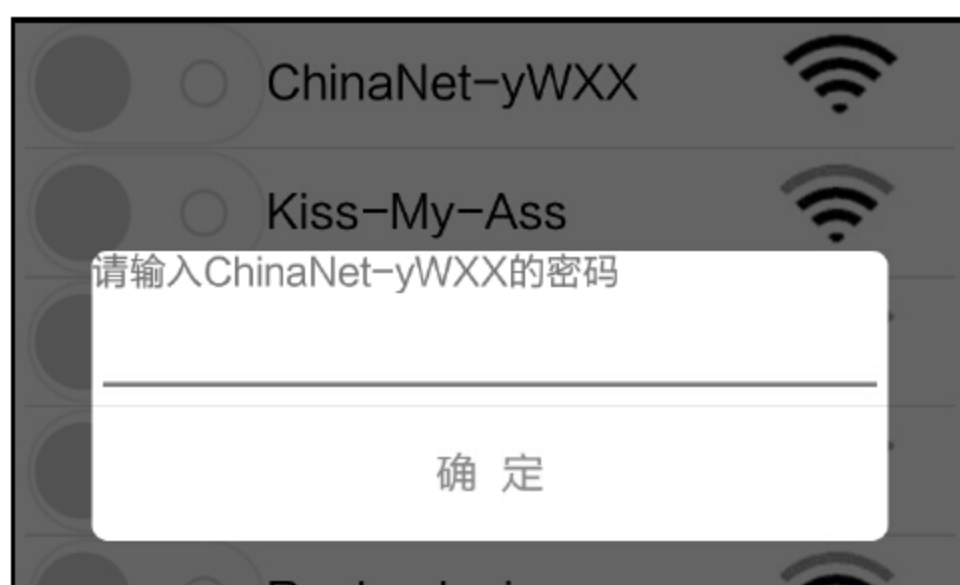 ChinaNet-yWXX
Kiss-My-Ass
请输入ChinaNet-yWXX的密码
确 定